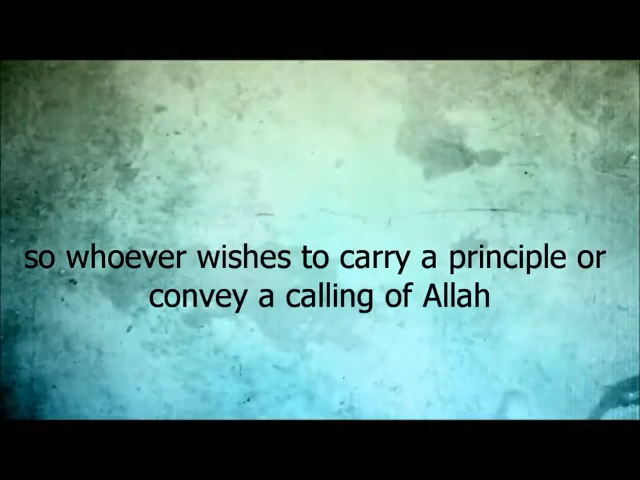 so whoever wishes to carry a principle or
convey a calling of Allah